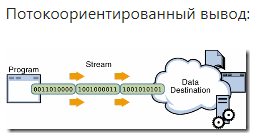 Потокоориентированный вывод:
Program
Stream
0011010000 1001000011 1001010101
Data
Destination